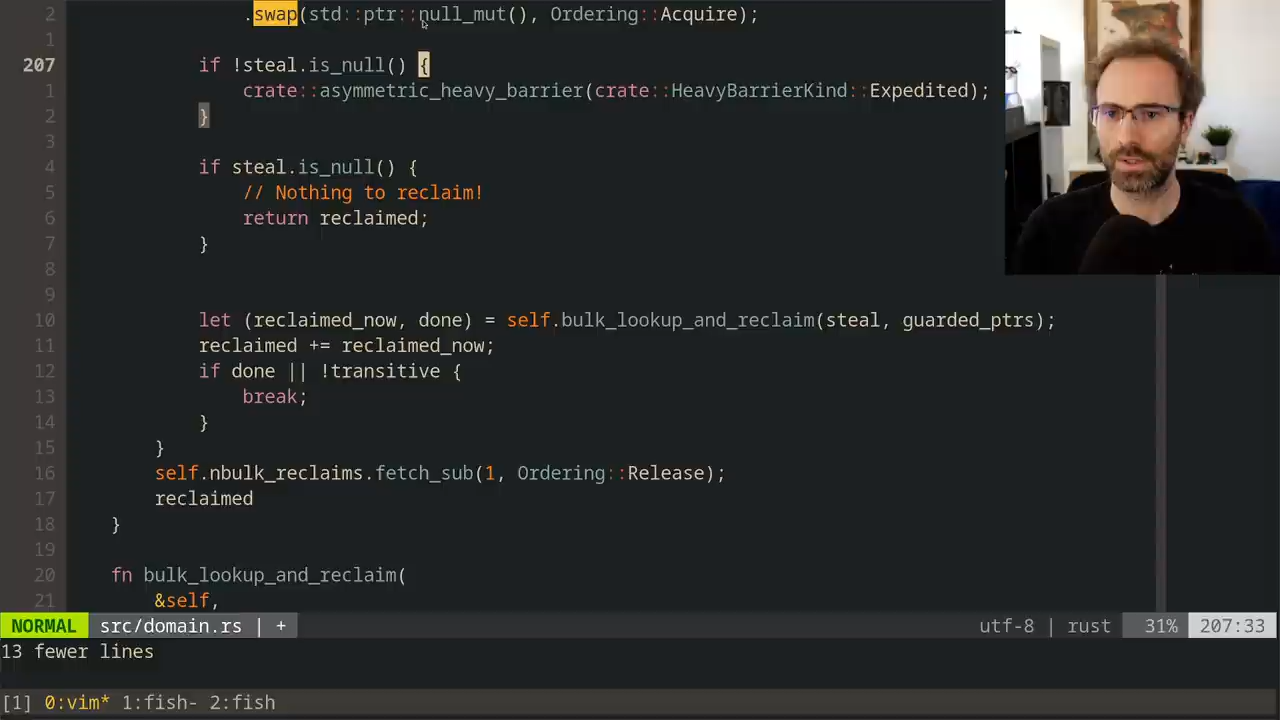 2 .swap(std::ptr::null_mut(), Ordering::Acquire);
1
207 if !steal.is_null() {
1 crate::asymmetric_heavy_barrier(crate::HeavyBarrierKind::Expedited);
2 }
3
4 if steal.is_null() {
5 // Nothing to reclaim!
6 return reclaimed;
7 }
8
9
10 let (reclaimed_now, done) = self.bulk_lookup_and_reclaim(steal, guarded_ptrs);
11 reclaimed += reclaimed_now;
12 if done || !transitive {
13 break;
14 }
15 }
16 self.nbulk_reclaims.fetch_sub(1, Ordering::Release);
17 reclaimed
18 }
19
20 fn bulk_lookup_and_reclaim(
21 &self,
NORMAL src/domain.rs | + utf-8 | rust 31% 207:33
13 fewer lines
[1] 0:vim* 1:fish- 2:fish